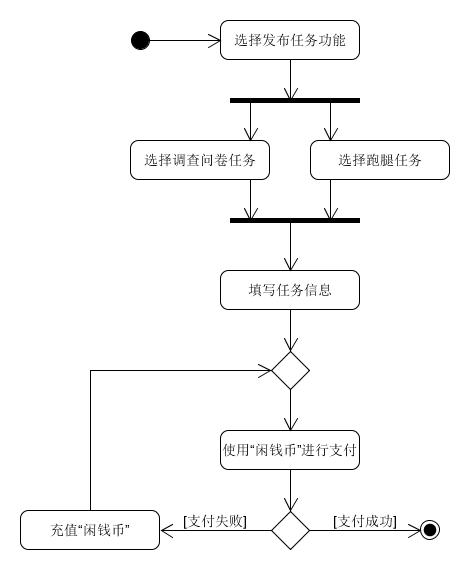 选择发布任务功能
选择调查问卷任务
选择跑腿任务
填写任务信息
使用“闲钱币”进行支付
[支付失败]
[支付成功]
充值“闲钱币”